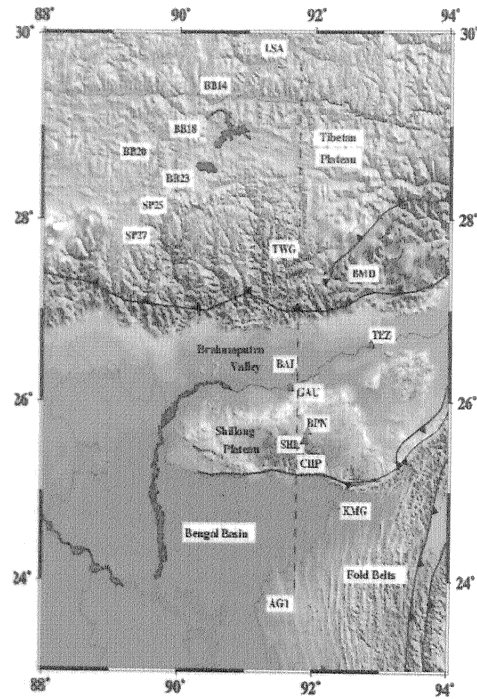 88° 90° 92° 94°
30° 30°
LSA
BB14
BB18
Tibetan
BB20
Plateau
BB23
SP25
28° 28°
SP27
TWG
BMD
TEZ
Brahmaputra
BAI
Valley
GAU
26° 26°
BPN
Shillong
SHL
Plateau
CHP
KMG
Bengal Basin
Fold Belts
24° 24°
AGT
88° 90° 92° 94°